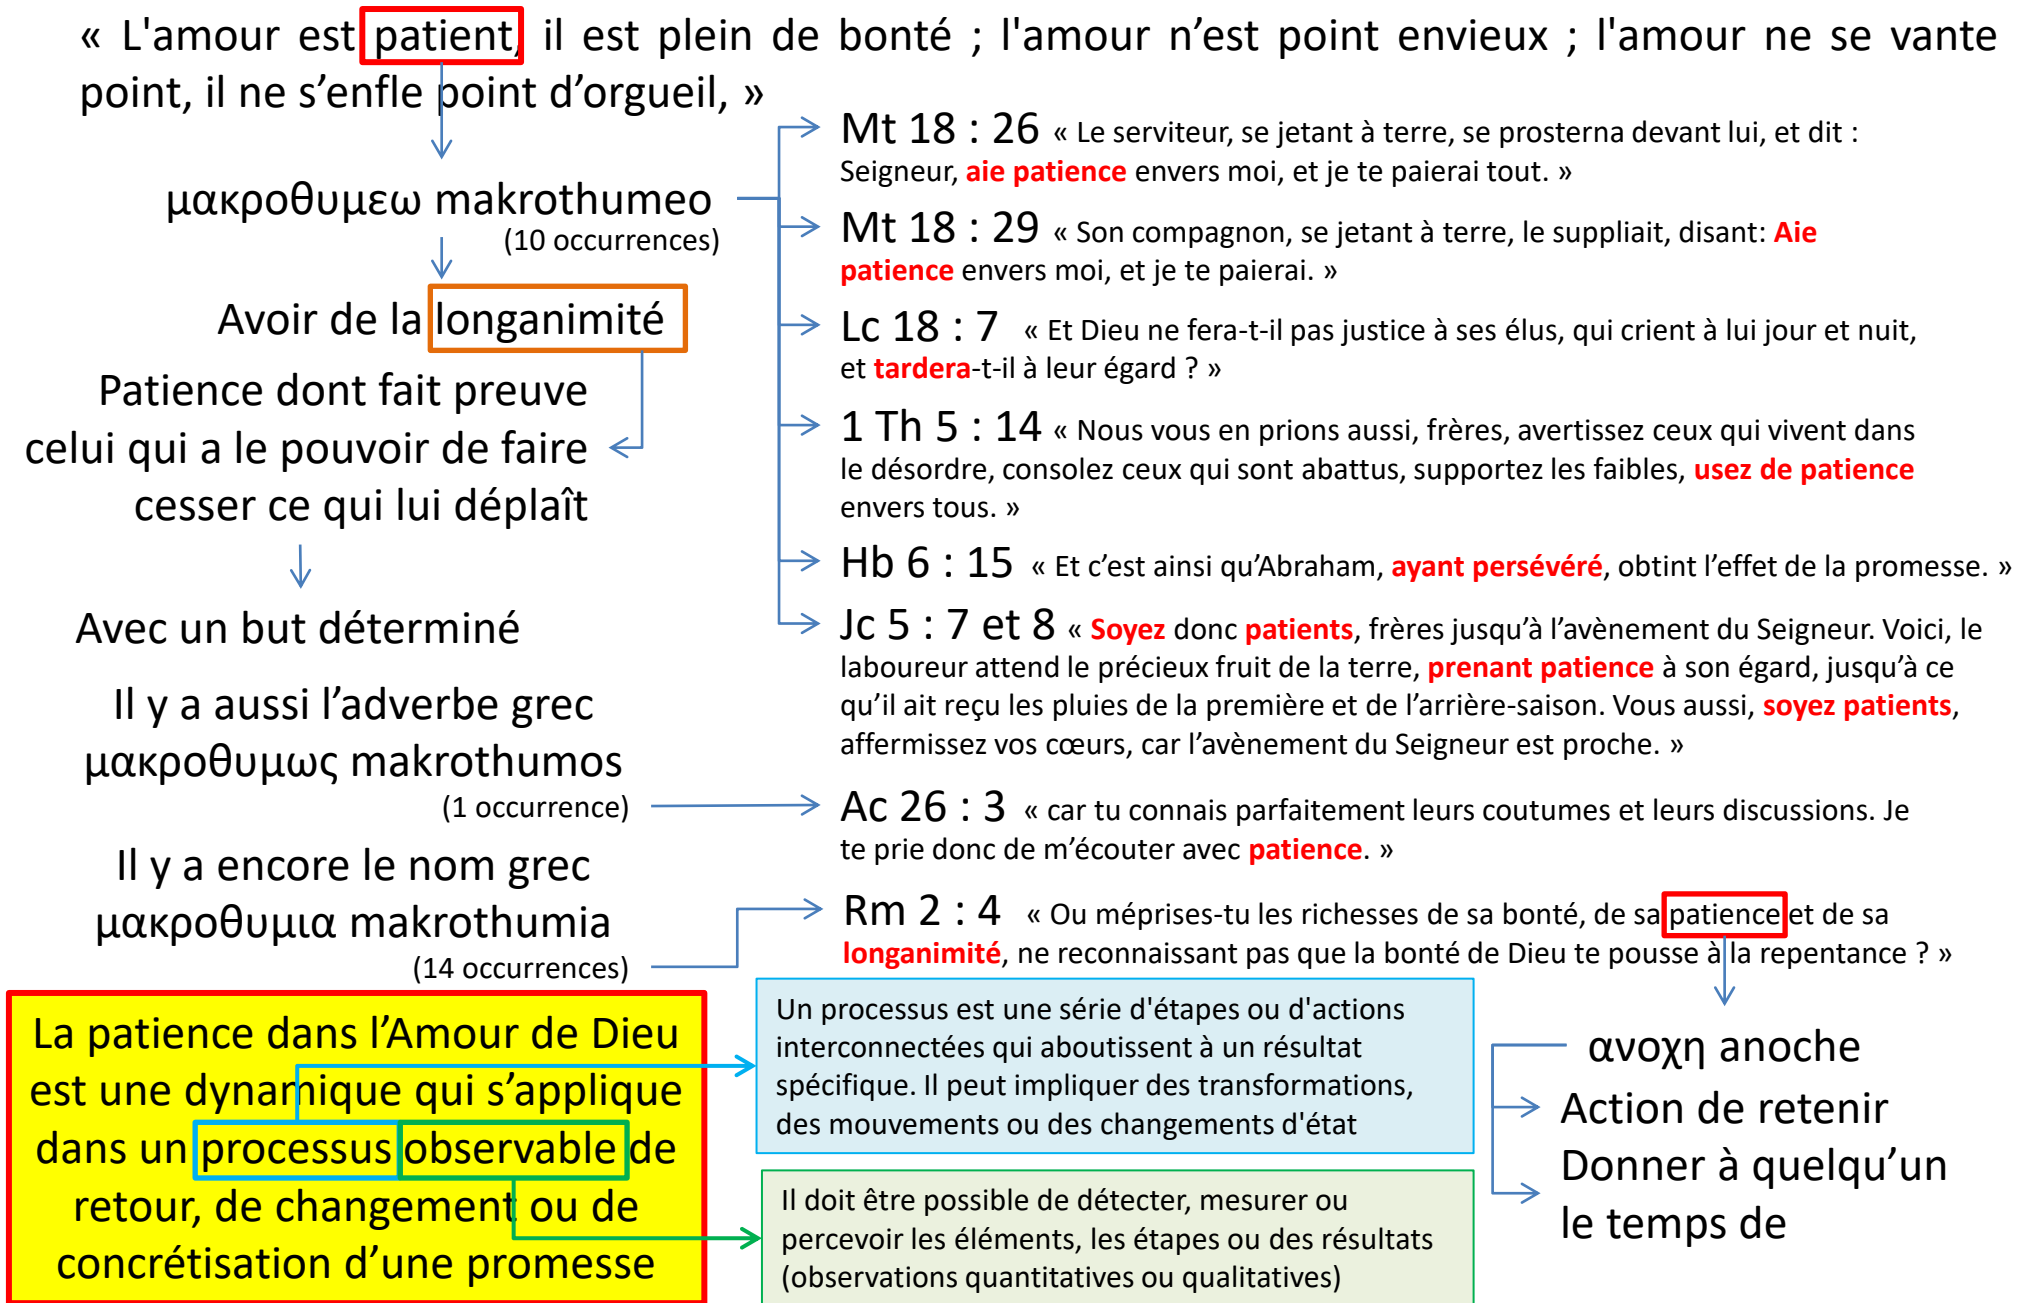 « L'amour est patient, il est plein de bonté ; l'amour n’est point envieux ; l'amour ne se vante
point, il ne s’enfle point d’orgueil, »
μακροθυμεω makrothumeo
(10 occurrences)
Avoir de la longanimité
Patience dont fait preuve
celui qui a le pouvoir de faire
cesser ce qui lui déplaît
Avec un but déterminé
Il y a aussi l’adverbe grec
μακροθυμως makrothumos
(1 occurrence)
Il y a encore le nom grec
μακροθυμια makrothumia
(14 occurrences)
La patience dans l’Amour de Dieu
est une dynamique qui s’applique
dans un processus observable de
retour, de changement ou de
concrétisation d’une promesse
Mt 18 : 26 « Le serviteur, se jetant à terre, se prosterna devant lui, et dit :
Seigneur, aie patience envers moi, et je te paierai tout. »
Mt 18 : 29 « Son compagnon, se jetant à terre, le suppliait, disant: Aie
patience envers moi, et je te paierai. »
Lc 18 : 7 « Et Dieu ne fera-t-il pas justice à ses élus, qui crient à lui jour et nuit,
et tardera-t-il à leur égard ? »
1 Th 5 : 14 « Nous vous en prions aussi, frères, avertissez ceux qui vivent dans
le désordre, consolez ceux qui sont abattus, supportez les faibles, usez de patience
envers tous. »
Hb 6 : 15 « Et c’est ainsi qu’Abraham, ayant persévéré, obtint l’effet de la promesse. »
Jc 5 : 7 et 8 « Soyez donc patients, frères jusqu’à l’avènement du Seigneur. Voici, le
laboureur attend le précieux fruit de la terre, prenant patience à son égard, jusqu’à ce
qu’il ait reçu les pluies de la première et de l’arrière-saison. Vous aussi, soyez patients,
affermissez vos cœurs, car l’avènement du Seigneur est proche. »
Ac 26 : 3 « car tu connais parfaitement leurs coutumes et leurs discussions. Je
te prie donc de m’écouter avec patience. »
Rm 2 : 4 « Ou méprises-tu les richesses de sa bonté, de sa patience et de sa
longanimité, ne reconnaissant pas que la bonté de Dieu te pousse à la repentance ? »
Un processus est une série d'étapes ou d'actions
interconnectées qui aboutissent à un résultat
spécifique. Il peut impliquer des transformations,
des mouvements ou des changements d'état
Il doit être possible de détecter, mesurer ou
percevoir les éléments, les étapes ou des résultats
(observations quantitatives ou qualitatives)
ανοχη anoche
Action de retenir
Donner à quelqu’un
le temps de